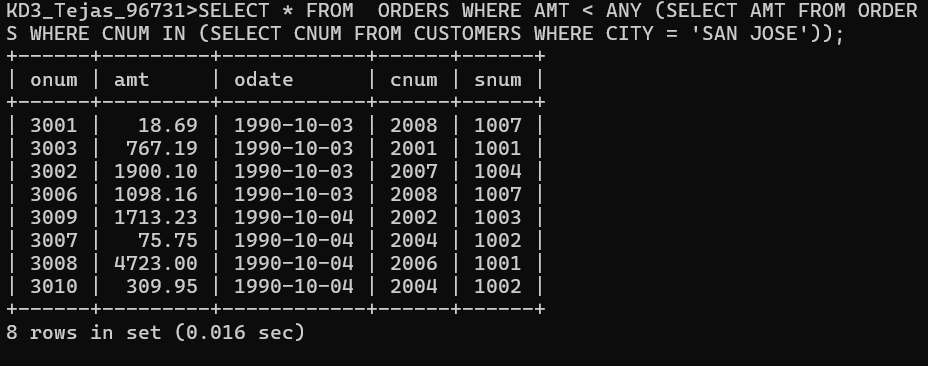 KD3_Tejas_96731>SELECT * FROM  ORDERS WHERE AMT < ANY (SELECT AMT FROM ORDER
S WHERE CNUM IN (SELECT CNUM FROM CUSTOMERS WHERE CITY = 'SAN JOSE'));
+------+---------+------------+------+------+
| onum | amt     | odate      | cnum | snum |
+------+---------+------------+------+------+
| 3001 |   18.69 | 1990-10-03 | 2008 | 1007 |
| 3003 |  767.19 | 1990-10-03 | 2001 | 1001 |
| 3002 | 1900.10 | 1990-10-03 | 2007 | 1004 |
| 3006 | 1098.16 | 1990-10-03 | 2008 | 1007 |
| 3009 | 1713.23 | 1990-10-04 | 2002 | 1003 |
| 3007 |   75.75 | 1990-10-04 | 2004 | 1002 |
| 3008 | 4723.00 | 1990-10-04 | 2006 | 1001 |
| 3010 |  309.95 | 1990-10-04 | 2004 | 1002 |
+------+---------+------------+------+------+
8 rows in set (0.016 sec)